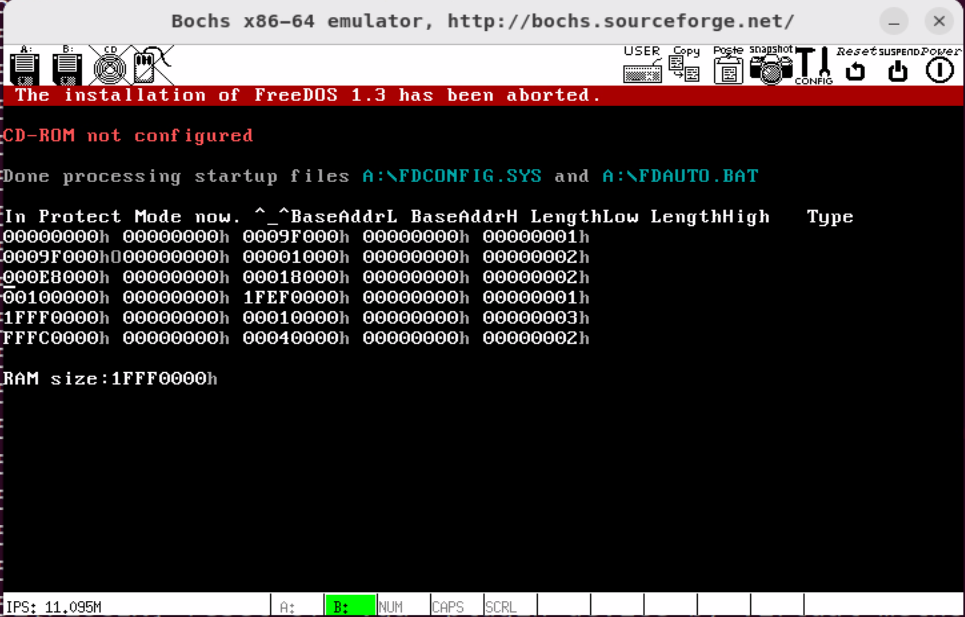 Bochs x86-64 emulator, http://bochs.sourceforge.net/
A: B: CD USER Copy Paste snapshot CONFIG Reset SUSPEND Power
The installation of FreeDOS 1.3 has been aborted.
CD-ROM not configured
Done processing startup files A:\FDCONFIG.SYS and A:\FDAUTO.BAT
In Protect Mode now. ^_^BaseAddrL BaseAddrH LengthLow LengthHigh   Type
00000000h 00000000h 0009F000h 00000000h 00000001h
0009F000hO00000000h 00001000h 00000000h 00000002h
000E8000h 00000000h 00018000h 00000000h 00000002h
00100000h 00000000h 1FEF0000h 00000000h 00000001h
1FFF0000h 00000000h 00010000h 00000000h 00000003h
FFFC0000h 00000000h 00040000h 00000000h 00000002h
RAM size:1FFF0000h
IPS: 11.095M A: B: NUM CAPS SCRL